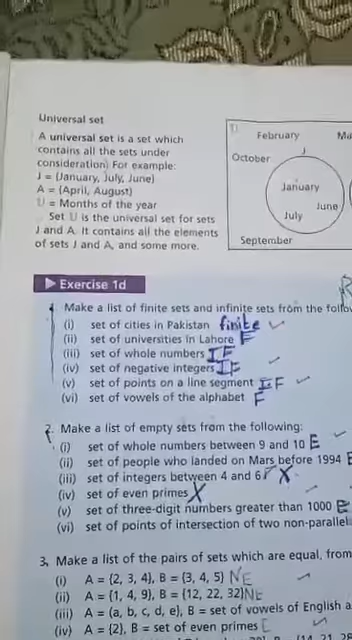 Universal set
A universal set is a set which
contains all the sets under
consideration. For example:
J = {January, July, June}
A = {April, August}
U = Months of the year
Set U is the universal set for sets
J and A. It contains all the elements
of sets J and A, and some more.
U
February
October
J
January
June
July
September
Exercise 1d
1. Make a list of finite sets and infinite sets from the
(i) set of cities in Pakistan finite
(ii) set of universities in Lahore F
(iii) set of whole numbers IF
(iv) set of negative integers IF
(v) set of points on a line segment IF
(vi) set of vowels of the alphabet F
2. Make a list of empty sets from the following:
(i) set of whole numbers between 9 and 10 E
(ii) set of people who landed on Mars before 1994 E
(iii) set of integers between 4 and 6 X
(iv) set of even primes X
(v) set of three-digit numbers greater than 1000 E
(vi) set of points of intersection of two non-parallel
3. Make a list of the pairs of sets which are equal, from
(i) A = {2, 3, 4}, B = {3, 4, 5} NE
(ii) A = {1, 4, 9}, B = {12, 22, 32} NE
(iii) A = {a, b, c, d, e}, B = set of vowels of English
(iv) A = {2}, B = set of even primes E